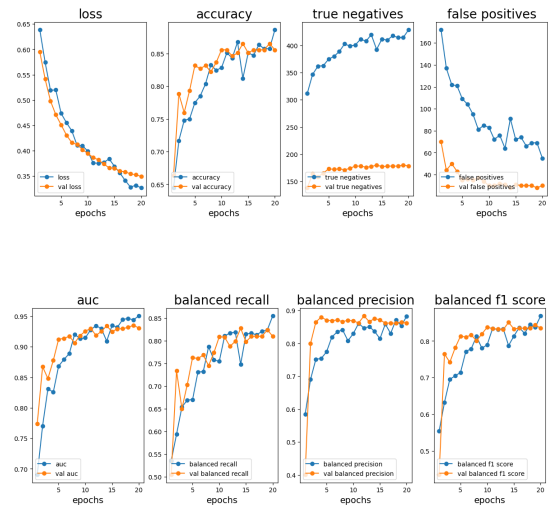 loss
accuracy
true negatives
false positives
0.65
0.60
0.55
0.50
0.45
0.40
0.35
loss
val loss
5
10
15
20
epochs
0.85
0.80
0.75
0.70
0.65
accuracy
val accuracy
5
10
15
20
epochs
400
350
300
250
200
150
true negatives
val true negatives
5
10
15
20
epochs
160
140
120
100
80
60
40
false positives
val false positives
5
10
15
20
epochs
auc
balanced recall
balanced precision
balanced f1 score
0.95
0.90
0.85
0.80
0.75
0.70
auc
val auc
5
10
15
20
epochs
0.85
0.80
0.75
0.70
0.65
0.60
0.55
0.50
balanced recall
val balanced recall
5
10
15
20
epochs
0.9
0.8
0.7
0.6
0.5
0.4
balanced precision
val balanced precision
5
10
15
20
epochs
0.8
0.7
0.6
0.5
balanced f1 score
val balanced f1 score
5
10
15
20
epochs